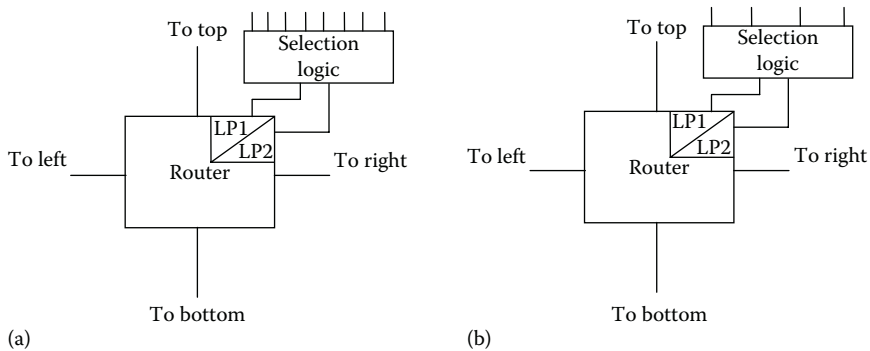 To top
Selection
logic
LP1
LP2
To left
Router
To right
To bottom
(a)
To top
Selection
logic
LP1
LP2
To left
Router
To right
To bottom
(b)